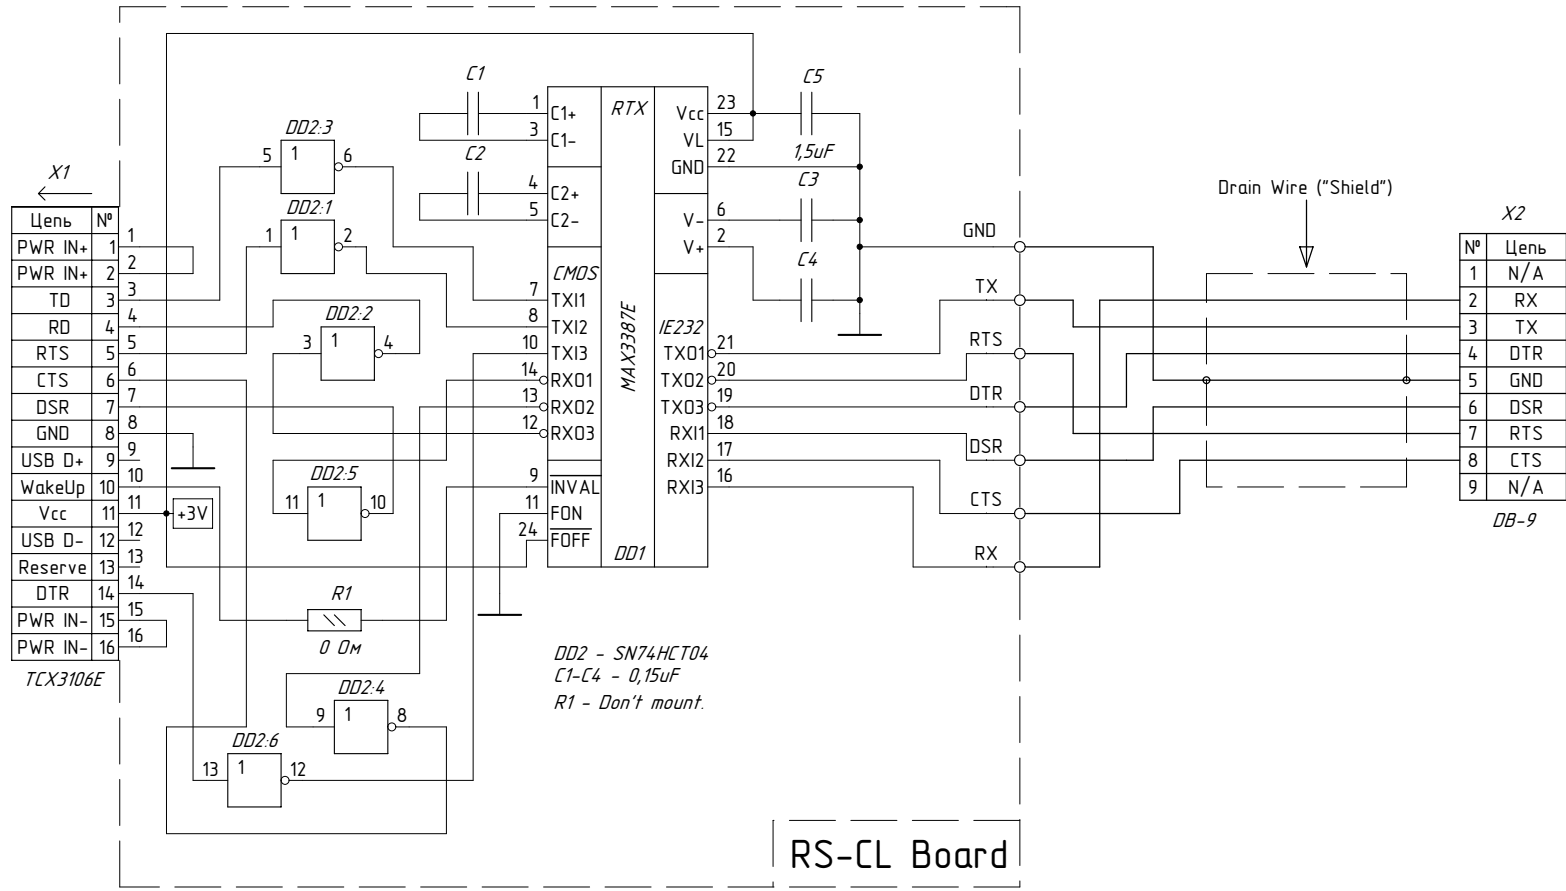 X1
Цепь Nº
PWR IN+ 1 1
PWR IN+ 2 2
TD 3 3
RD 4 4
RTS 5 5
CTS 6 6
DSR 7 7
GND 8 8
USB D+ 9 9
WakeUp 10 10
Vcc 11 11
USB D- 12 12
Reserve 13 13
DTR 14 14
PWR IN- 15 15
PWR IN- 16 16
TCX3106E
+3V
DD2:3
5 1 6
DD2:1
1 1 2
DD2:2
3 1 4
DD2:5
11 1 10
R1
0 Ом
DD2:4
9 1 8
DD2:6
13 1 12
C1
C2
RTX
MAX3387E
DD1
1 C1+
3 C1-
4 C2+
5 C2-
CMOS
7 TXI1
8 TXI2
10 TXI3
14 RXO1
13 RXO2
12 RXO3
9 INVAL
11 FON
24 FOFF
Vcc 23
VL 15
GND 22
V- 6
V+ 2
IE232
TXO1 21
TXO2 20
TXO3 19
RXI1 18
RXI2 17
RXI3 16
C5
1,5uF
C3
C4
GND
TX
RTS
DTR
DSR
CTS
RX
DD2 - SN74HCT04
C1-C4 - 0,15uF
R1 - Don't mount.
RS-CL Board
Drain Wire ("Shield")
X2
Nº Цепь
1 N/A
2 RX
3 TX
4 DTR
5 GND
6 DSR
7 RTS
8 CTS
9 N/A
DB-9